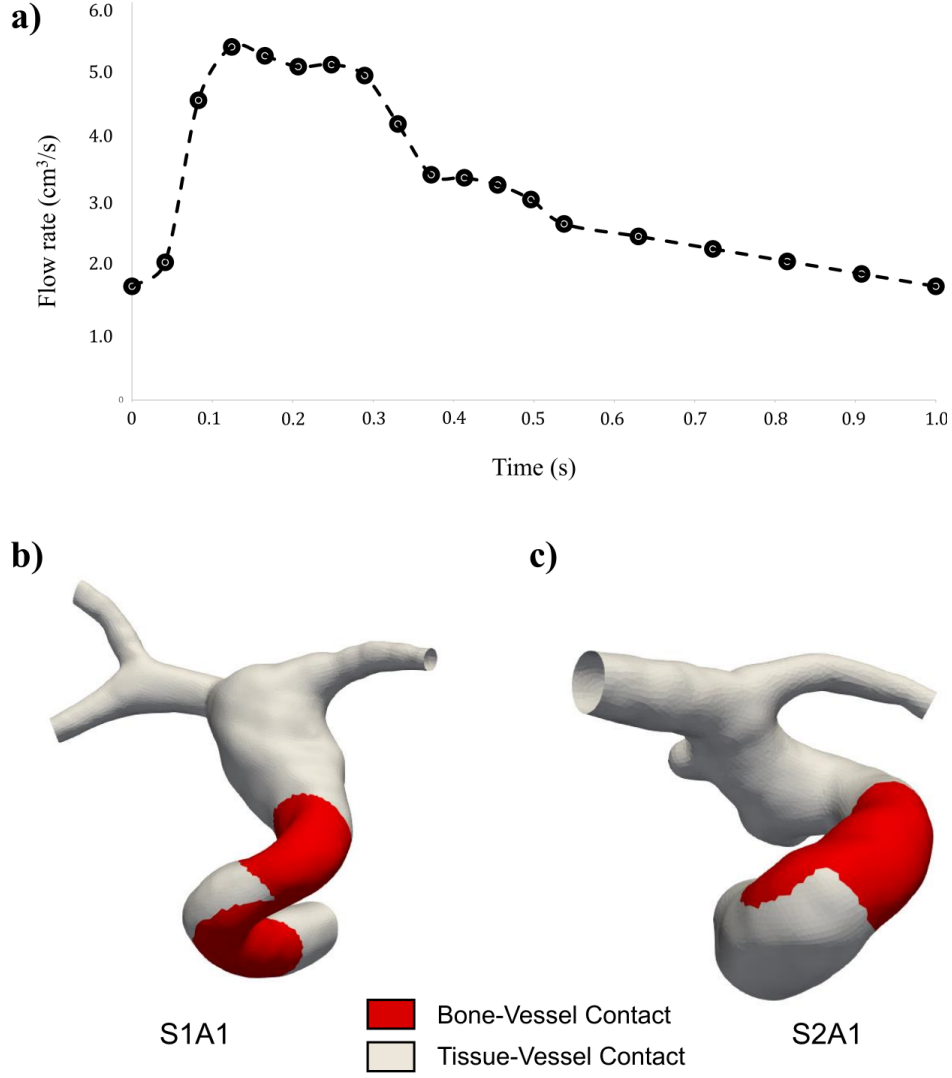 a)
6.0
5.0
4.0
3.0
2.0
1.0
0
Flow rate (cm³/s)
0 0.1 0.2 0.3 0.4 0.5 0.6 0.7 0.8 0.9 1.0
Time (s)
b)
c)
S1A1
S2A1
Bone-Vessel Contact
Tissue-Vessel Contact